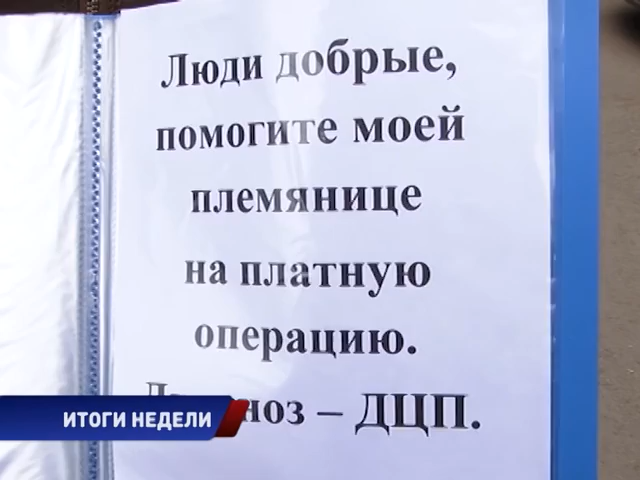 Люди добрые,
помогите моей
племянице
на платную
операцию.
– ДЦП.
ИТОГИ НЕДЕЛИ